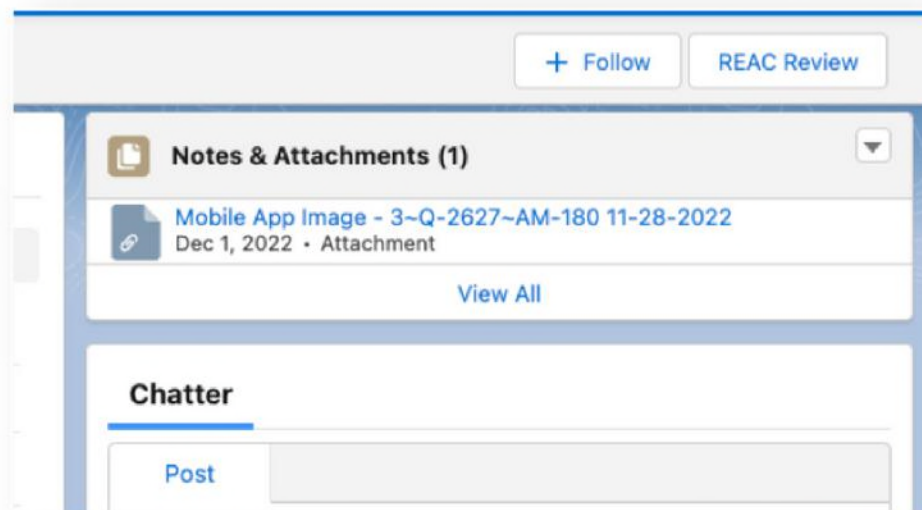 + Follow
REAC Review
Notes & Attachments (1)
Mobile App Image - 3~Q-2627~AM-180 11-28-2022
Dec 1, 2022 • Attachment
View All
Chatter
Post